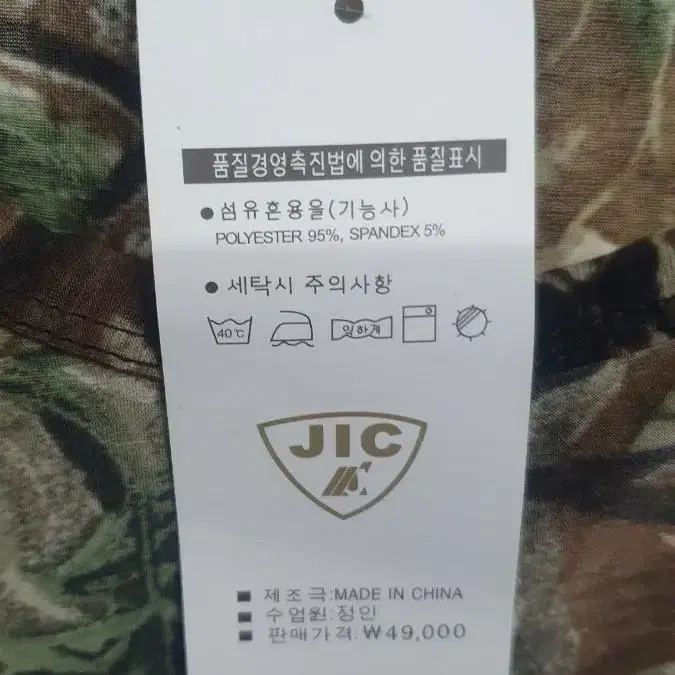 품질경영촉진법에 의한 품질표시
● 섬유혼용율(기능사)
POLYESTER 95%, SPANDEX 5%
● 세탁시 주의사항
40℃ 약하게
JIC
■ 제조국:MADE IN CHINA
■ 수업원:정인
■ 판매가격:₩49,000